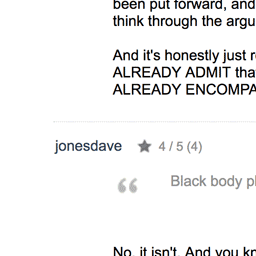 been put forward, and
think through the argu
And it's honestly just r
ALREADY ADMIT tha
ALREADY ENCOMPA
jonesdave ★ 4 / 5 (4)
“ Black body p
No, it isn't. And you kn